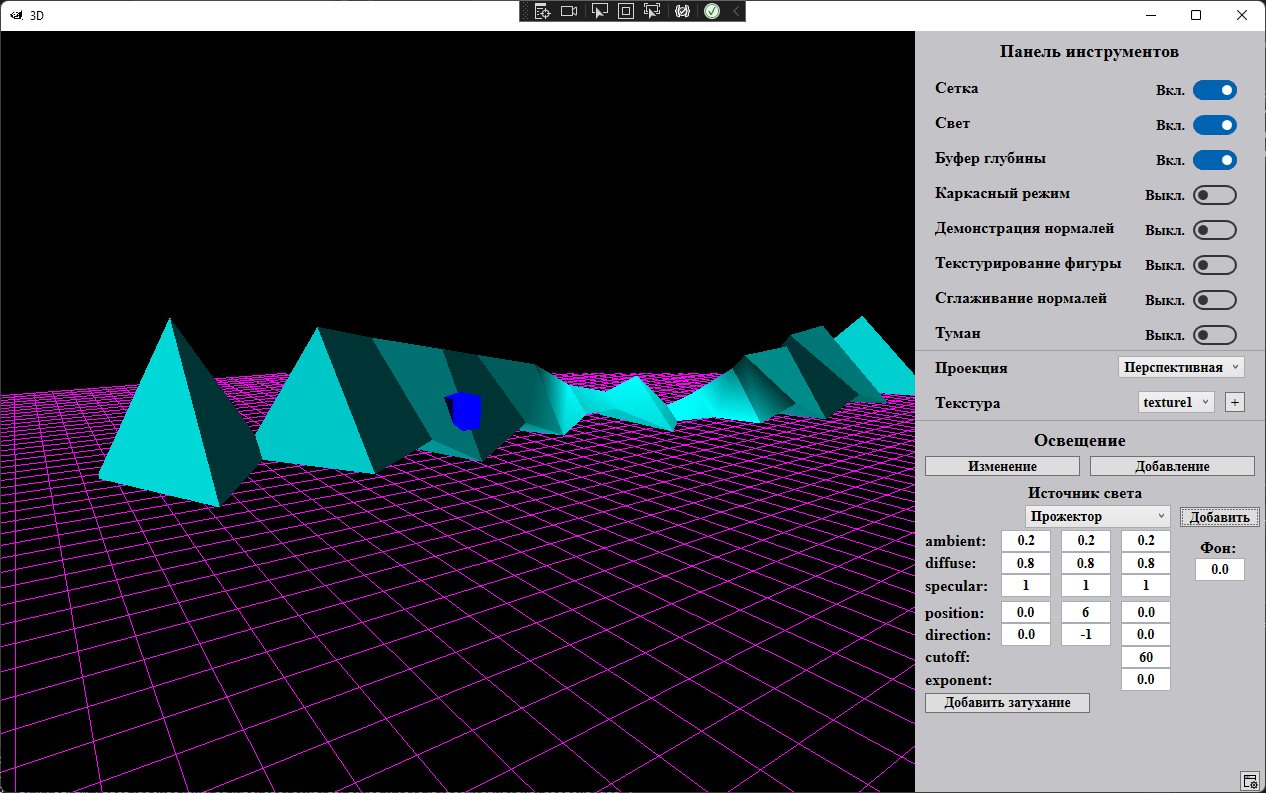 3D
Панель инструментов
Сетка Вкл.
Свет Вкл.
Буфер глубины Вкл.
Каркасный режим Выкл.
Демонстрация нормалей Выкл.
Текстурирование фигуры Выкл.
Сглаживание нормалей Выкл.
Туман Выкл.
Проекция Перспективная
Текстура texture1 +
Освещение
Изменение Добавление
Источник света
Прожектор Добавить
ambient: 0.2 0.2 0.2
Фон:
diffuse: 0.8 0.8 0.8
0.0
specular: 1 1 1
position: 0.0 6 0.0
direction: 0.0 -1 0.0
cutoff: 60
exponent: 0.0
Добавить затухание